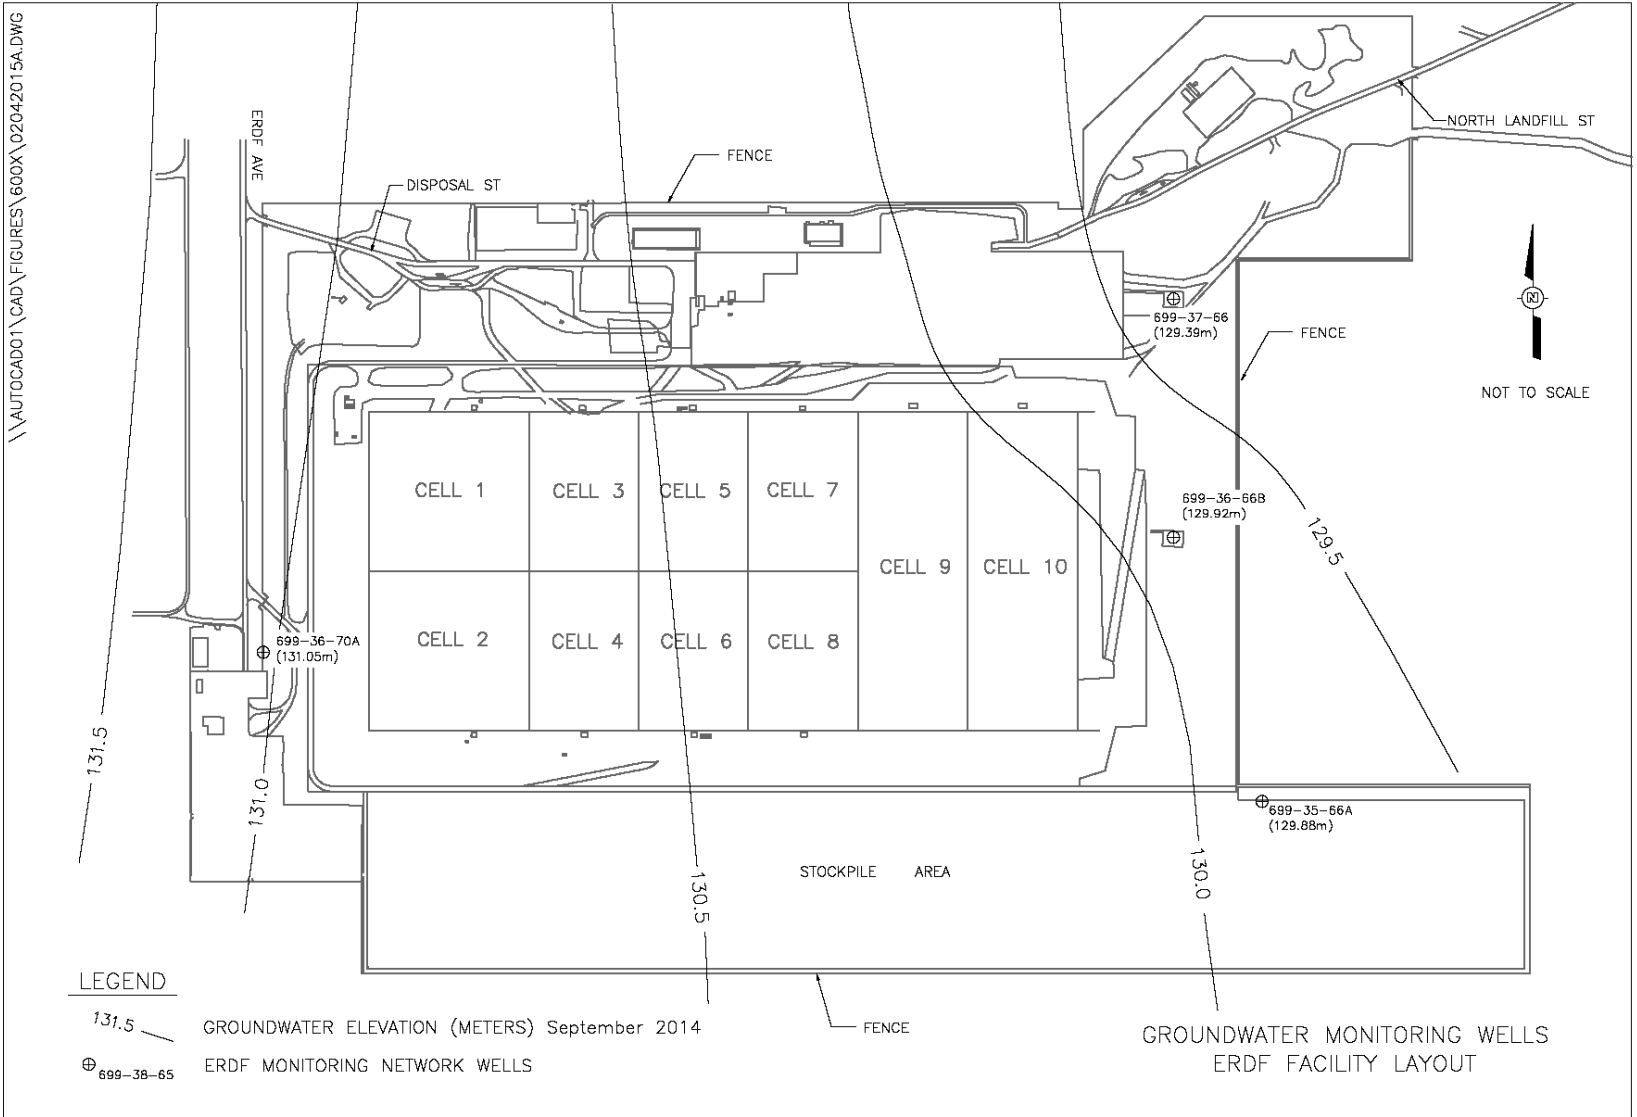 \\AUTOCAD01\CAD\FIGURES\600X\02042015A.DWG
ERDF AVE
NORTH LANDFILL ST
FENCE
DISPOSAL ST
699-37-66
(129.39m)
FENCE
N
NOT TO SCALE
CELL 1
CELL 3
CELL 5
CELL 7
699-36-66B
(129.92m)
129.5
CELL 9
CELL 10
CELL 2
CELL 4
CELL 6
CELL 8
699-36-70A
(131.05m)
131.5
131.0
699-35-66A
(129.88m)
STOCKPILE AREA
130.5
130.0
LEGEND
131.5
GROUNDWATER ELEVATION (METERS) September 2014
FENCE
699-38-65
ERDF MONITORING NETWORK WELLS
GROUNDWATER MONITORING WELLS
ERDF FACILITY LAYOUT